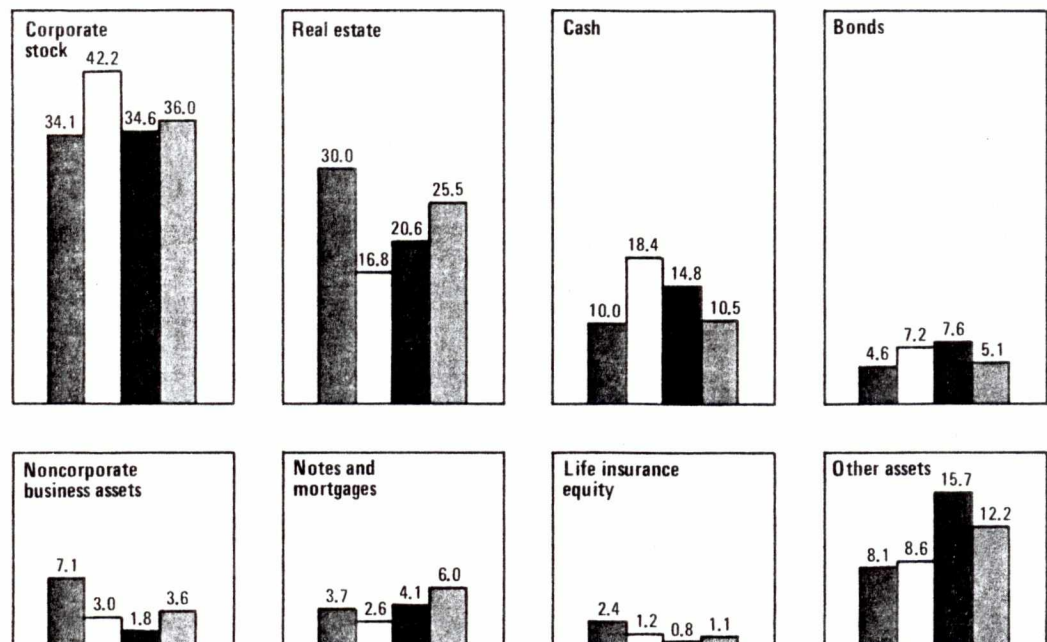 Corporate
stock
42.2
34.1
34.6
36.0
Real estate
30.0
16.8
20.6
25.5
Cash
10.0
18.4
14.8
10.5
Bonds
4.6
7.2
7.6
5.1
Noncorporate
business assets
7.1
3.0
1.8
3.6
Notes and
mortgages
3.7
2.6
4.1
6.0
Life insurance
equity
2.4
1.2
0.8
1.1
Other assets
8.1
8.6
15.7
12.2